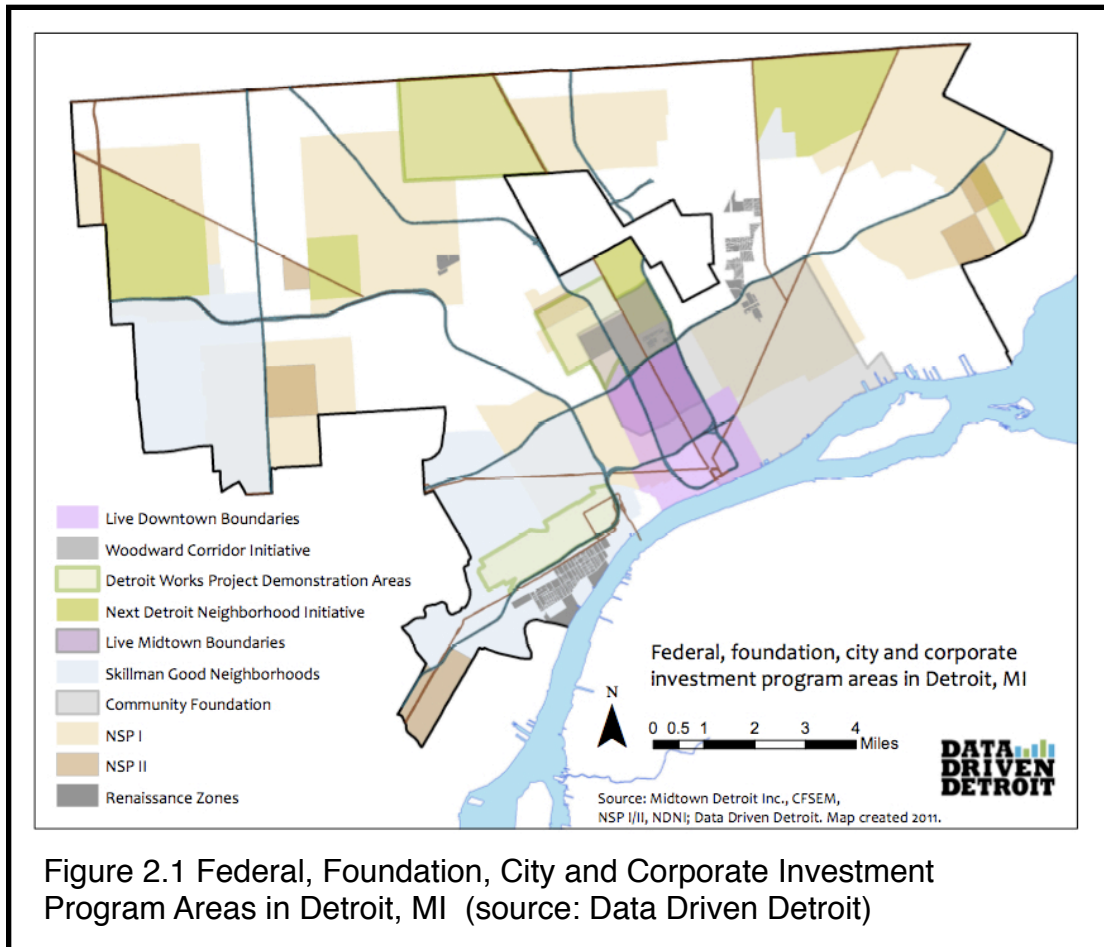 Live Downtown Boundaries
Woodward Corridor Initiative
Detroit Works Project Demonstration Areas
Next Detroit Neighborhood Initiative
Live Midtown Boundaries
Skillman Good Neighborhoods
Community Foundation
NSP I
NSP II
Renaissance Zones
Federal, foundation, city and corporate
investment program areas in Detroit, MI
N
0 0.5 1 2 3 4
Miles
DATA
DRIVEN
DETROIT
Source: Midtown Detroit Inc., CFSEM,
NSP I/II, NDNI; Data Driven Detroit. Map created 2011.
Figure 2.1 Federal, Foundation, City and Corporate Investment
Program Areas in Detroit, MI (source: Data Driven Detroit)